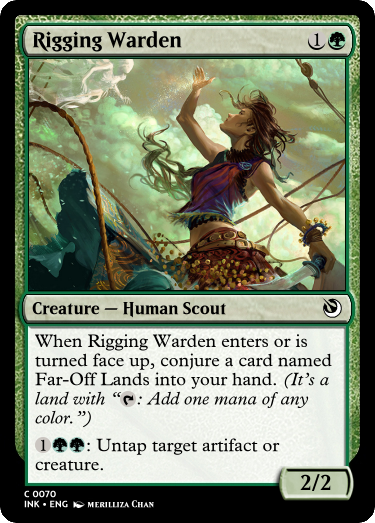 Rigging Warden 1
Creature — Human Scout
When Rigging Warden enters or is
turned face up, conjure a card named
Far-Off Lands into your hand. (It's a
land with “: Add one mana of any
color.”)
1: Untap target artifact or
creature.
2/2
C 0070
INK • ENG MERILLIZA CHAN